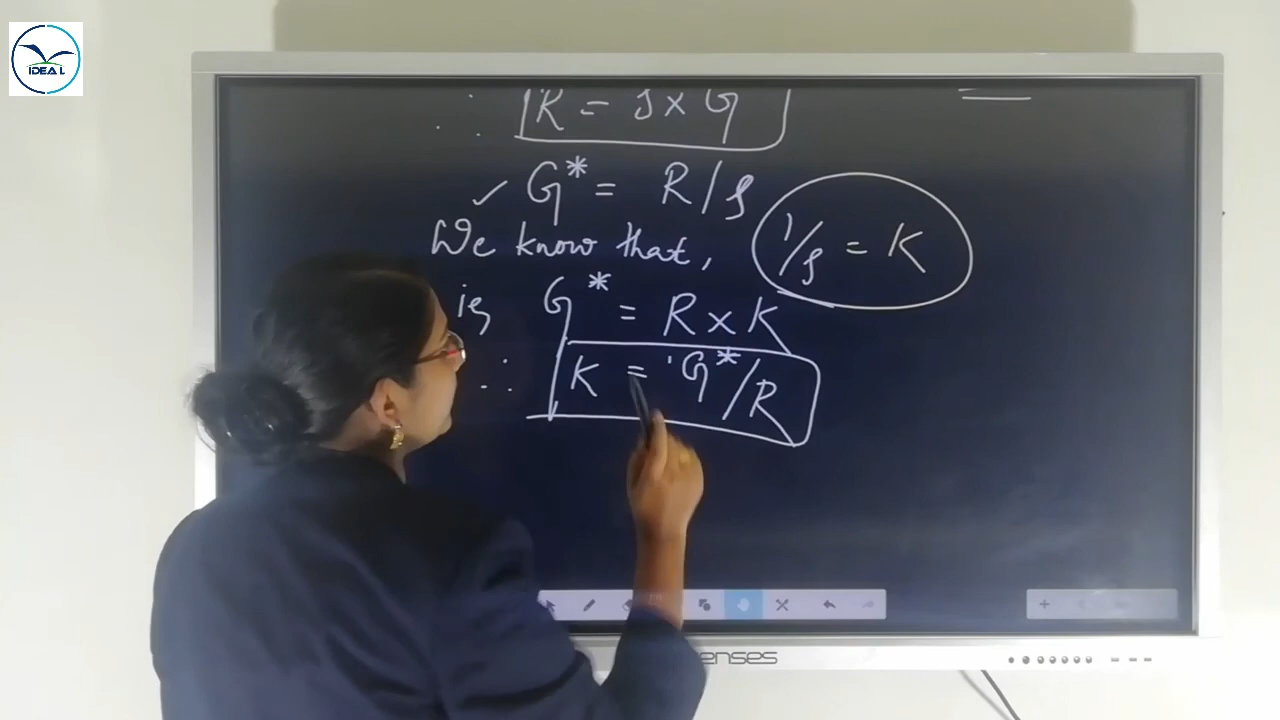 IDEAL
∴ K = ρ × G
✓ G* = R/ρ
We know that,
1/ρ = K
ie G* = R × K
∴ K = G*/R